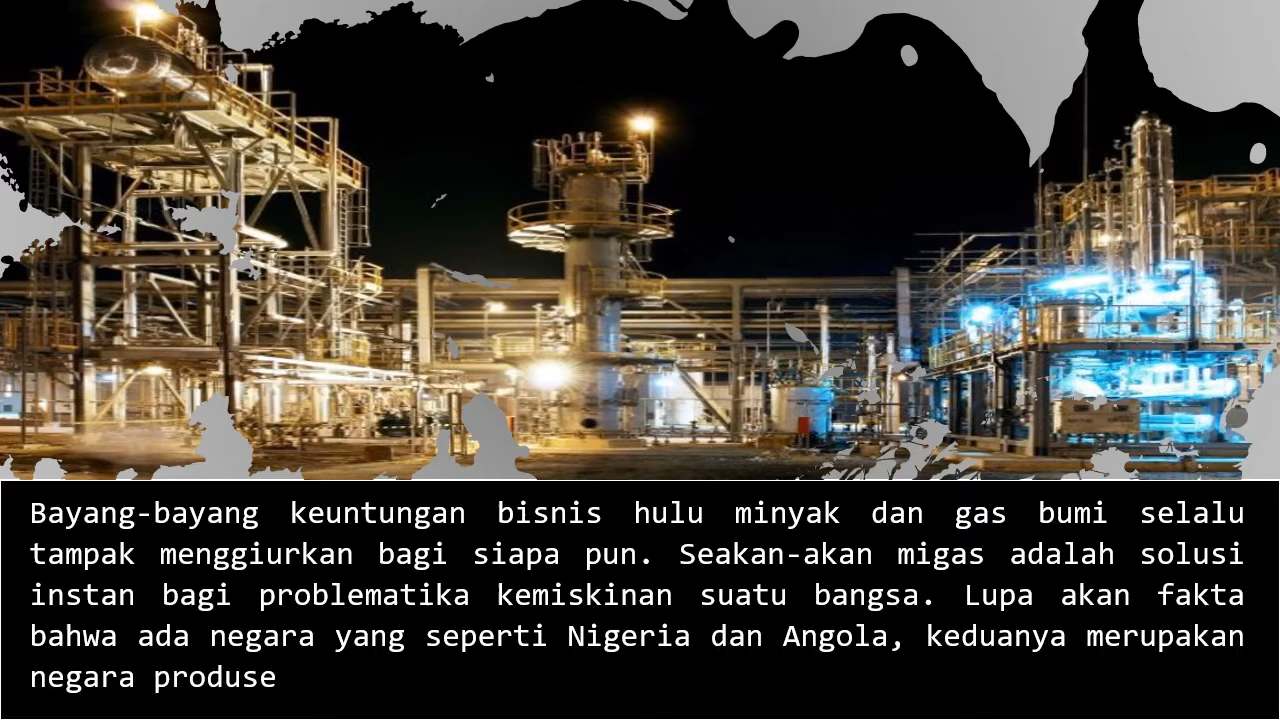 Bayang-bayang keuntungan bisnis hulu minyak dan gas bumi selalu
tampak menggiurkan bagi siapa pun. Seakan-akan migas adalah solusi
instan bagi problematika kemiskinan suatu bangsa. Lupa akan fakta
bahwa ada negara yang seperti Nigeria dan Angola, keduanya merupakan
negara produse